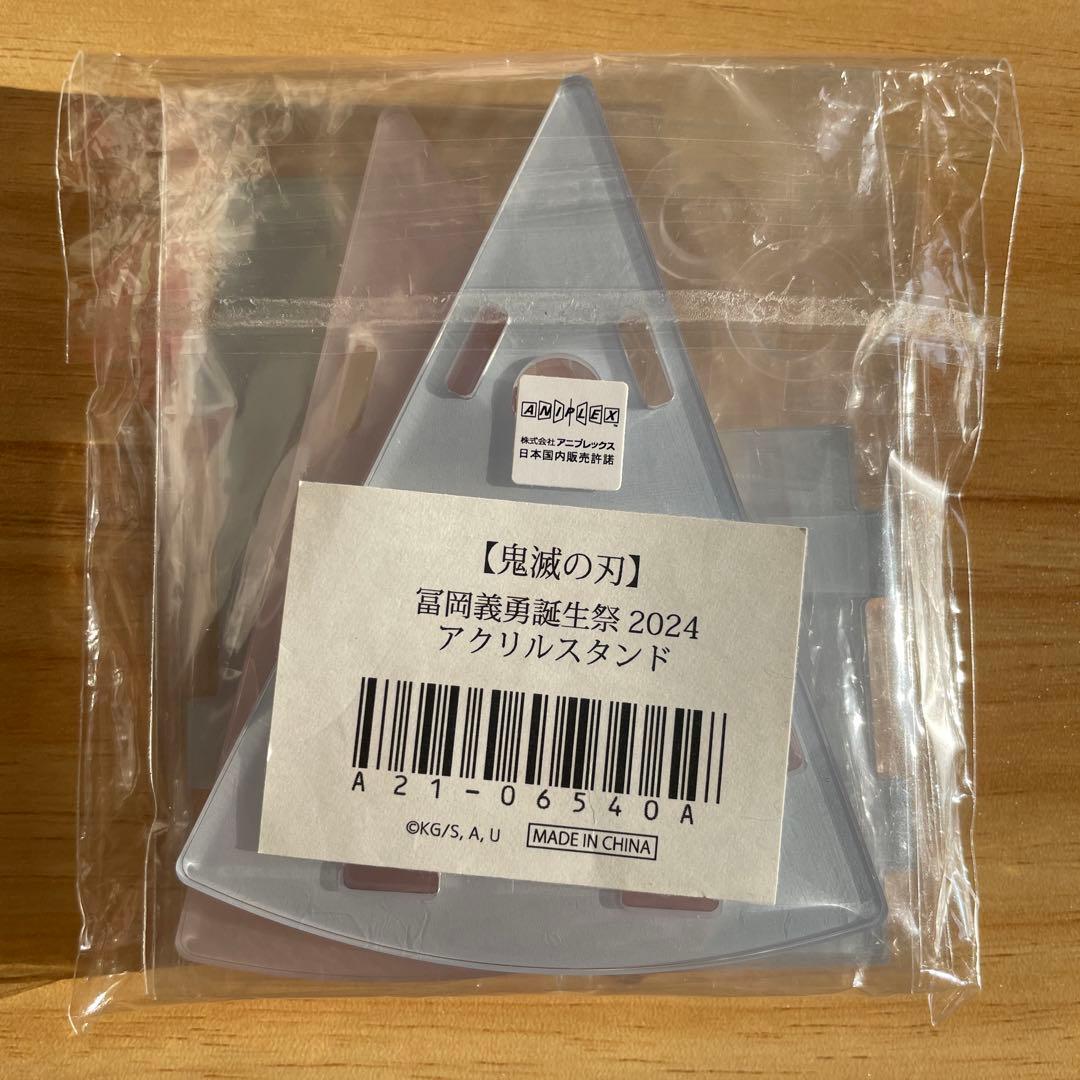 ANIPLEX™
株式会社アニプレックス
日本国内販売許諾
【鬼滅の刃】
冨岡義勇誕生祭 2024
アクリルスタンド
A21-06540A
©KG/S, A, U
MADE IN CHINA